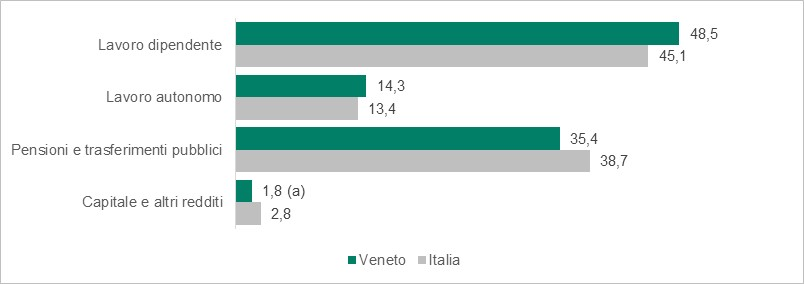 Lavoro dipendente
48,5
45,1
Lavoro autonomo
14,3
13,4
Pensioni e trasferimenti pubblici
35,4
38,7
Capitale e altri redditi
1,8 (a)
2,8
Veneto Italia